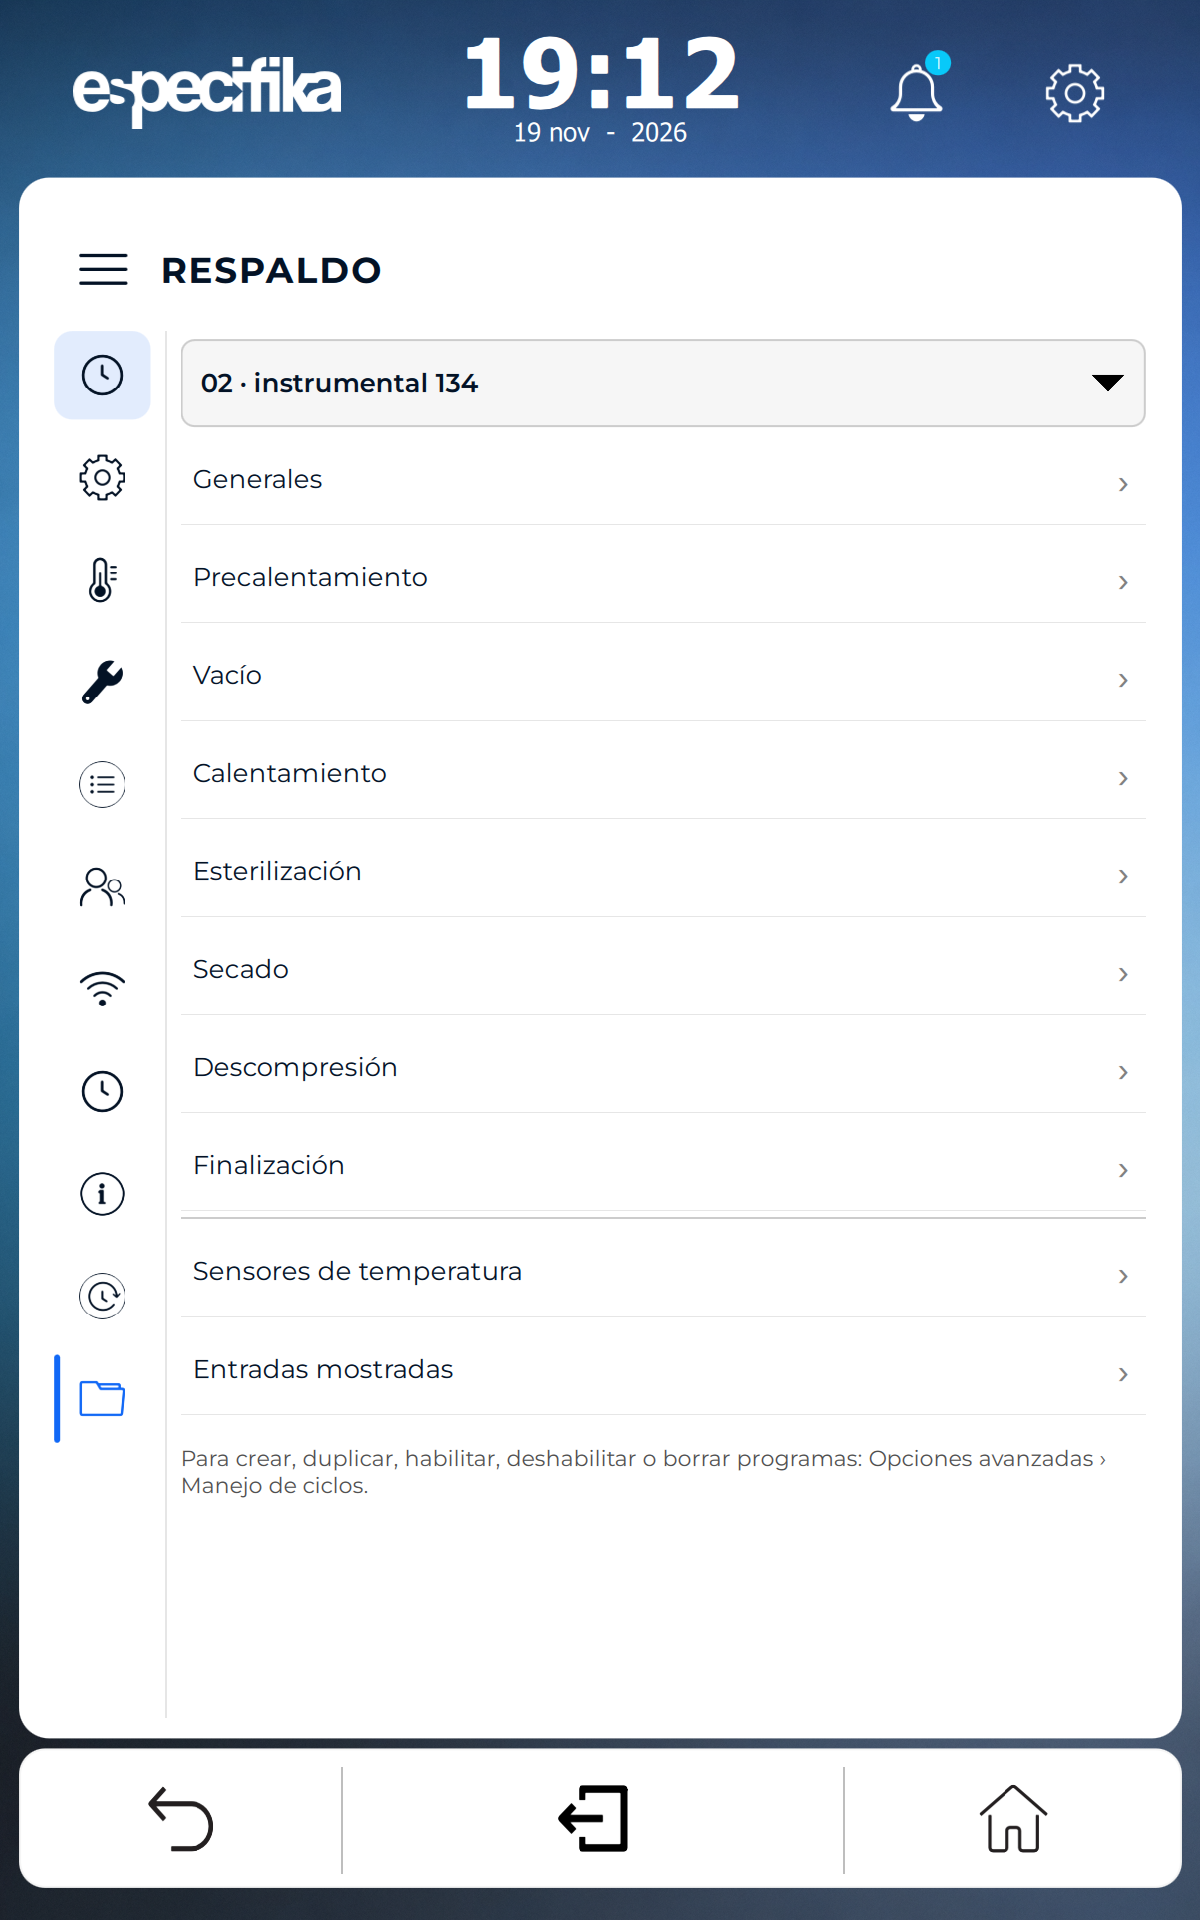 especifika
19:12
19 nov - 2026
1
RESPALDO
02 · instrumental 134
Generales
Precalentamiento
Vacío
Calentamiento
Esterilización
Secado
Descompresión
Finalización
Sensores de temperatura
Entradas mostradas
Para crear, duplicar, habilitar, deshabilitar o borrar programas: Opciones avanzadas ›
Manejo de ciclos.